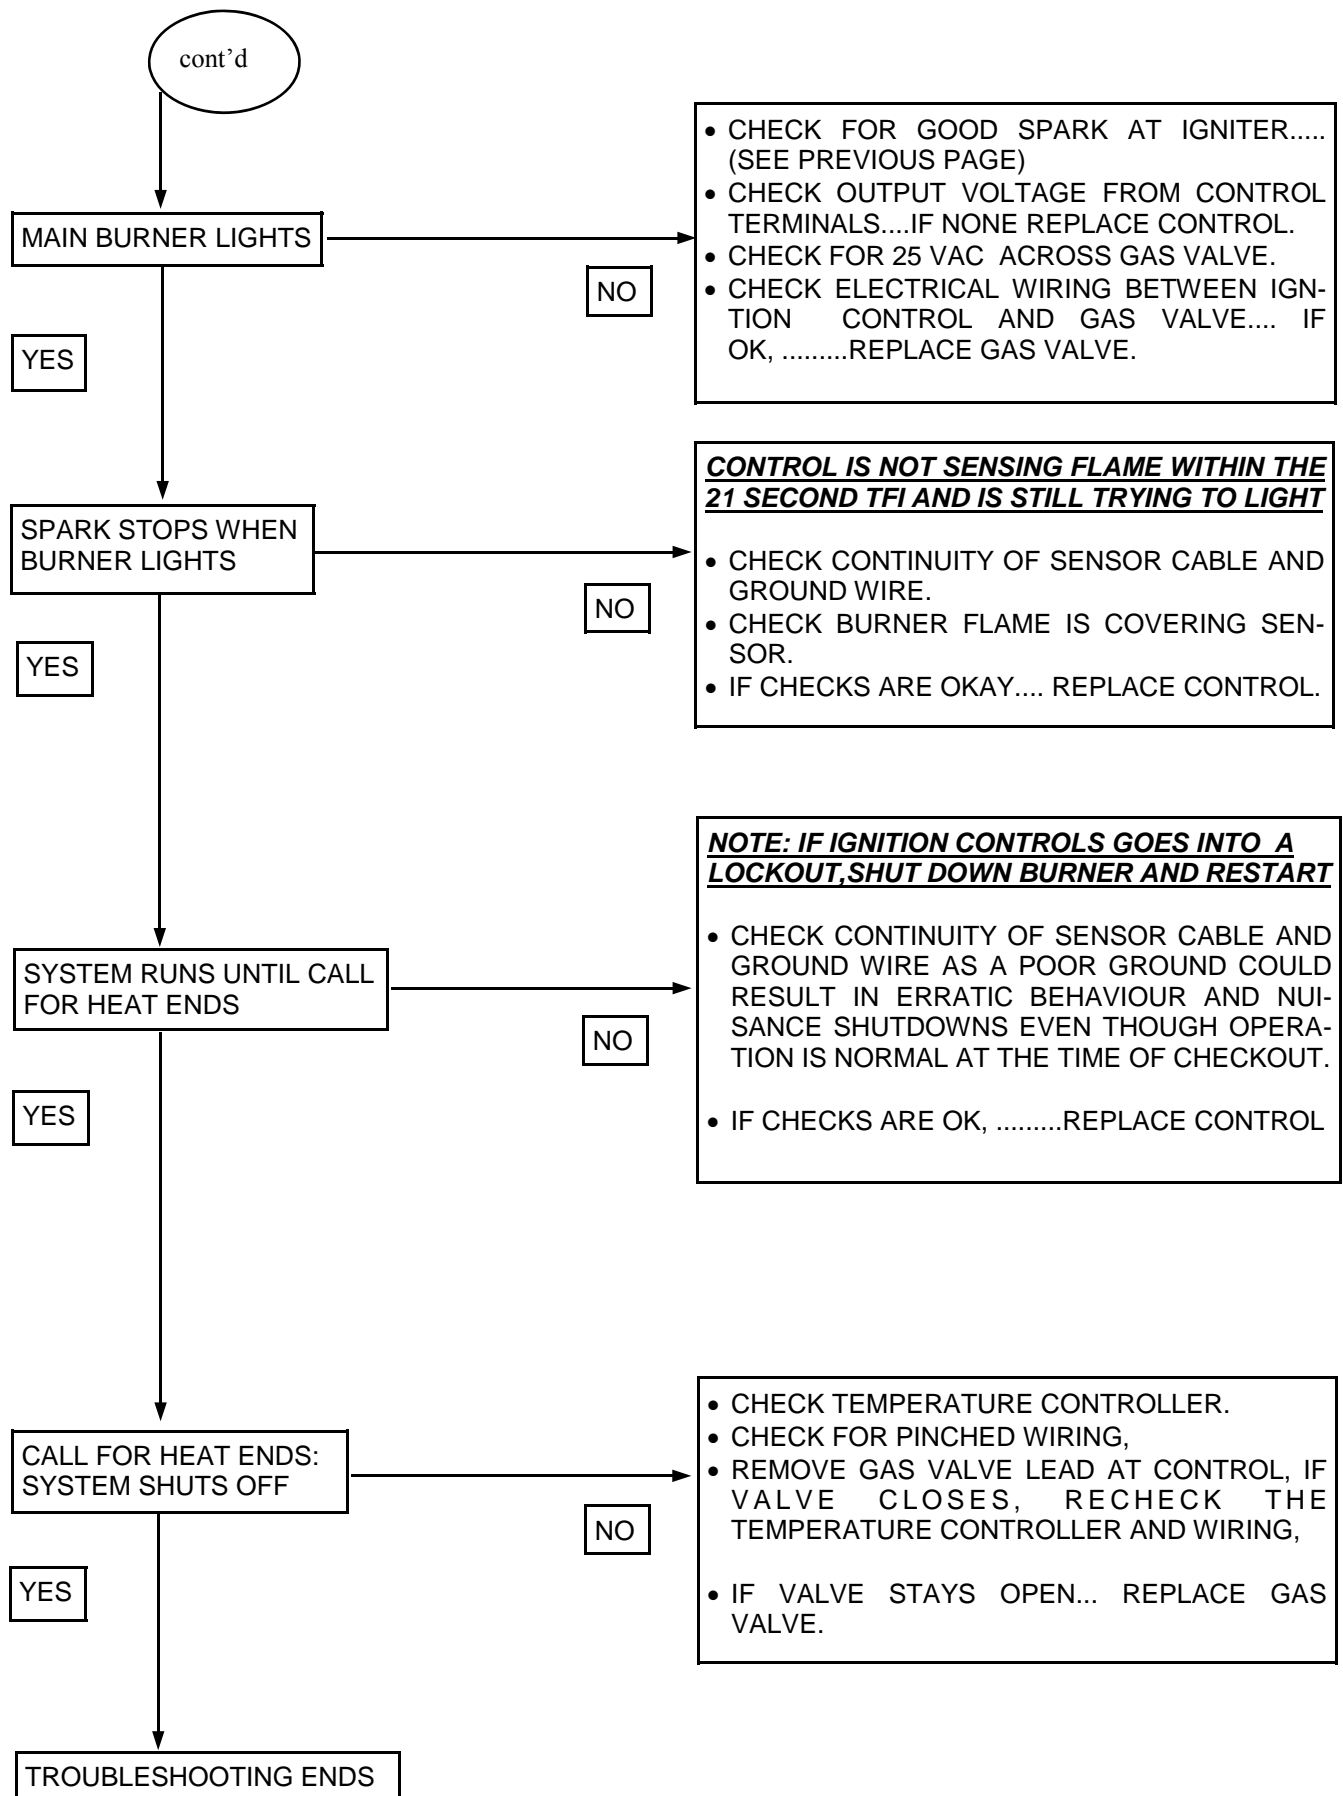 cont’d
MAIN BURNER LIGHTS
NO
YES
• CHECK FOR GOOD SPARK AT IGNITER.....
(SEE PREVIOUS PAGE)
• CHECK OUTPUT VOLTAGE FROM CONTROL
TERMINALS....IF NONE REPLACE CONTROL.
• CHECK FOR 25 VAC ACROSS GAS VALVE.
• CHECK ELECTRICAL WIRING BETWEEN IGN-
TION CONTROL AND GAS VALVE.... IF
OK, .........REPLACE GAS VALVE.
SPARK STOPS WHEN
BURNER LIGHTS
NO
YES
CONTROL IS NOT SENSING FLAME WITHIN THE
21 SECOND TFI AND IS STILL TRYING TO LIGHT
• CHECK CONTINUITY OF SENSOR CABLE AND
GROUND WIRE.
• CHECK BURNER FLAME IS COVERING SEN-
SOR.
• IF CHECKS ARE OKAY.... REPLACE CONTROL.
SYSTEM RUNS UNTIL CALL
FOR HEAT ENDS
NO
YES
NOTE: IF IGNITION CONTROLS GOES INTO A
LOCKOUT,SHUT DOWN BURNER AND RESTART
• CHECK CONTINUITY OF SENSOR CABLE AND
GROUND WIRE AS A POOR GROUND COULD
RESULT IN ERRATIC BEHAVIOUR AND NUI-
SANCE SHUTDOWNS EVEN THOUGH OPERA-
TION IS NORMAL AT THE TIME OF CHECKOUT.
• IF CHECKS ARE OK, .........REPLACE CONTROL
CALL FOR HEAT ENDS:
SYSTEM SHUTS OFF
NO
YES
• CHECK TEMPERATURE CONTROLLER.
• CHECK FOR PINCHED WIRING,
• REMOVE GAS VALVE LEAD AT CONTROL, IF
VALVE CLOSES, RECHECK THE
TEMPERATURE CONTROLLER AND WIRING,
• IF VALVE STAYS OPEN... REPLACE GAS
VALVE.
TROUBLESHOOTING ENDS